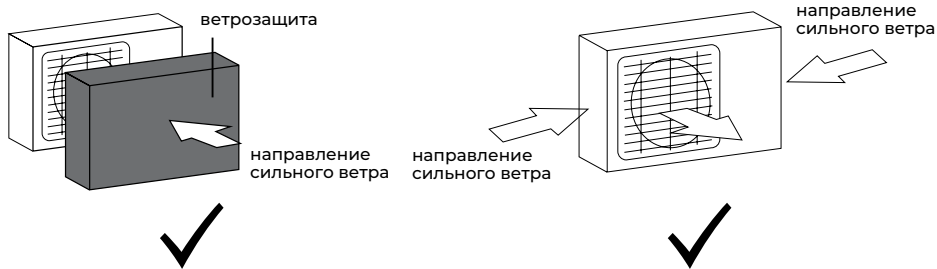 ветрозащита
направление
сильного ветра
направление
сильного ветра
направление
сильного ветра